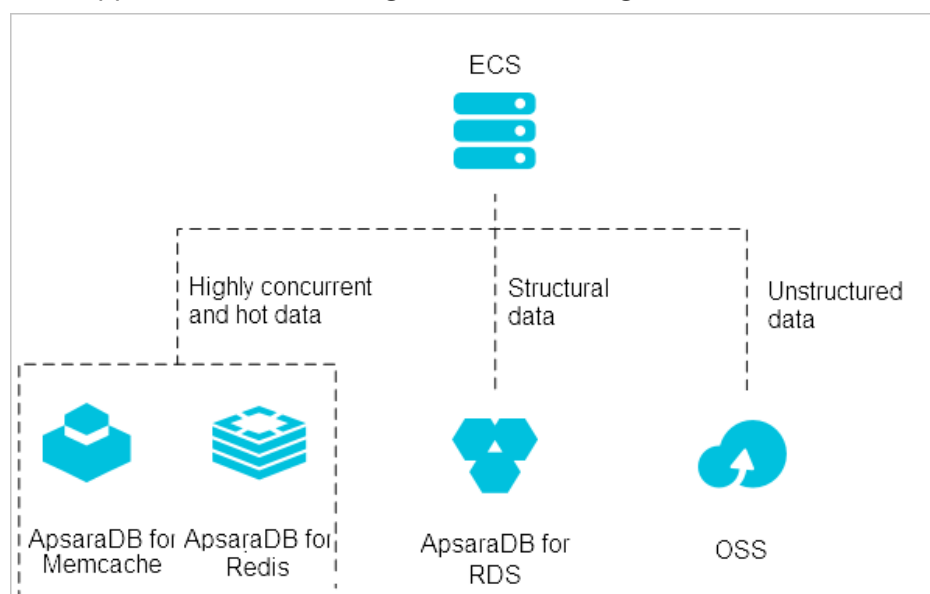 ECS
Highly concurrent
and hot data
Structural
data
Unstructured
data
ApsaraDB for
Memcache
ApsaraDB for
Redis
ApsaraDB for
RDS
OSS